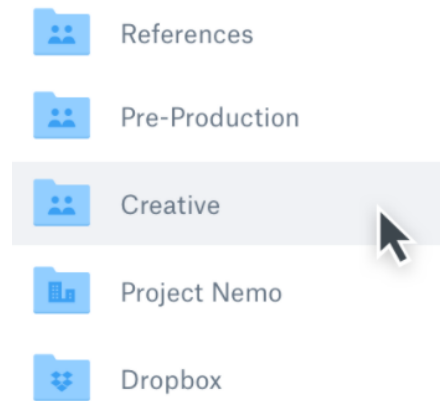 References
Pre-Production
Creative
Project Nemo
Dropbox